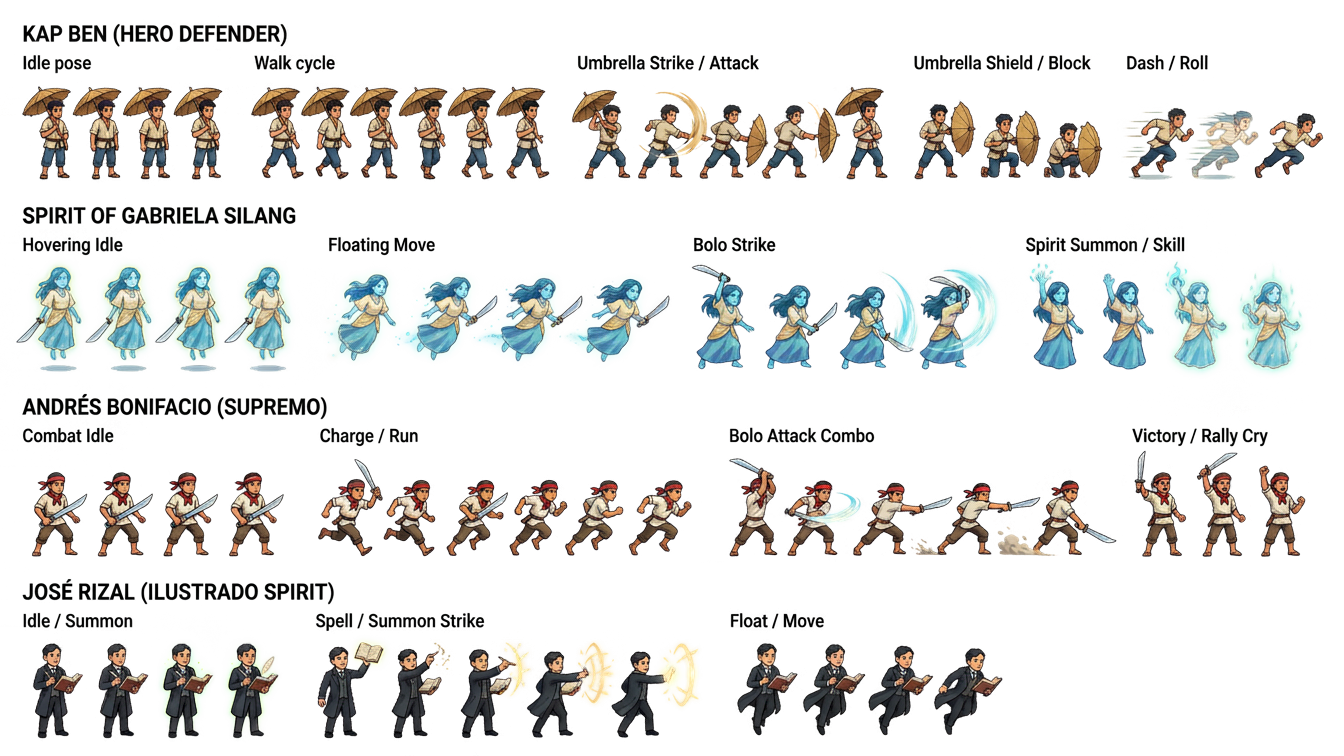 KAP BEN (HERO DEFENDER)
Idle pose
Walk cycle
Umbrella Strike / Attack
Umbrella Shield / Block
Dash / Roll
SPIRIT OF GABRIELA SILANG
Hovering Idle
Floating Move
Bolo Strike
Spirit Summon / Skill
ANDRÉS BONIFACIO (SUPREMO)
Combat Idle
Charge / Run
Bolo Attack Combo
Victory / Rally Cry
JOSÉ RIZAL (ILUSTRADO SPIRIT)
Idle / Summon
Spell / Summon Strike
Float / Move